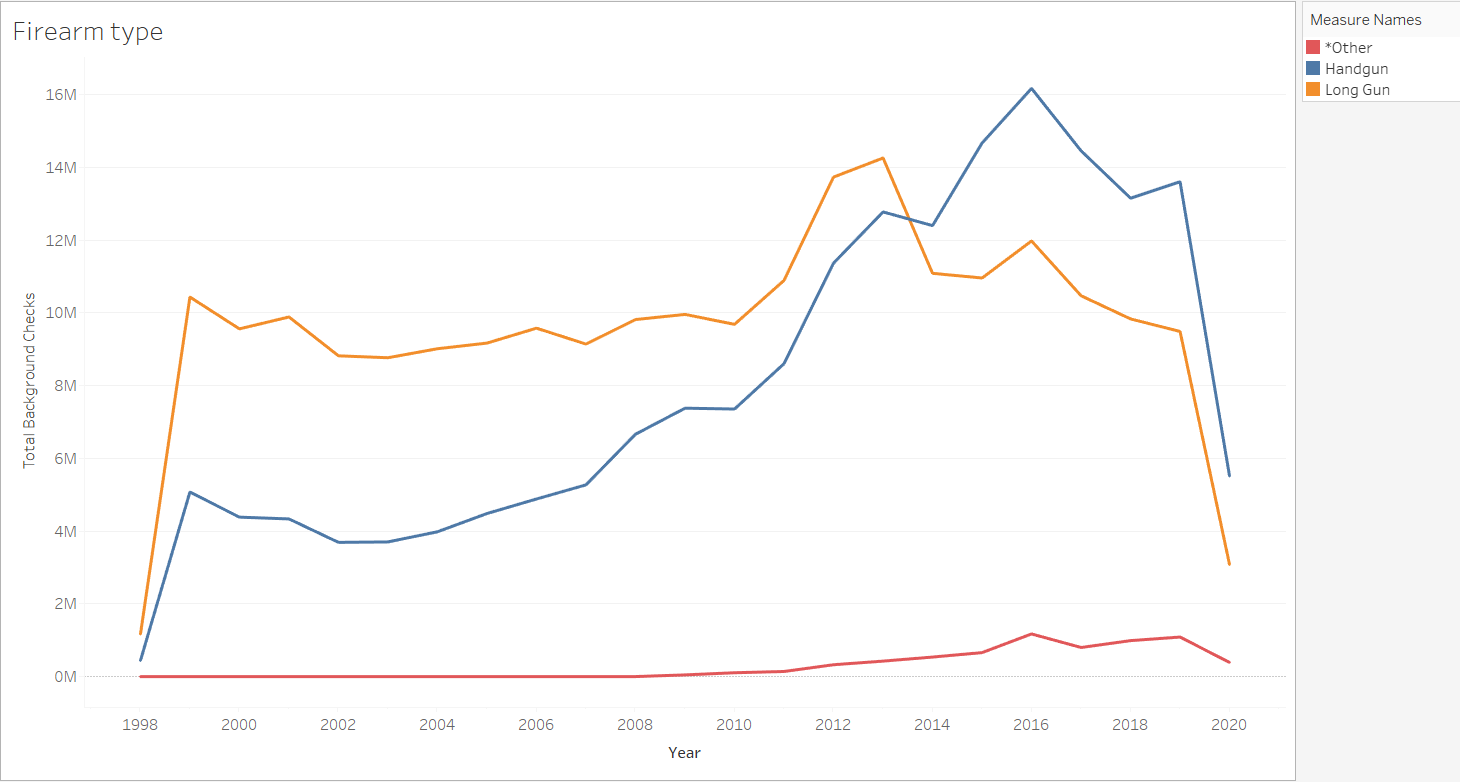 Firearm type
Measure Names
*Other
Handgun
Long Gun
16M
14M
12M
10M
8M
6M
4M
2M
0M
Total Background Checks
1998 2000 2002 2004 2006 2008 2010 2012 2014 2016 2018 2020
Year